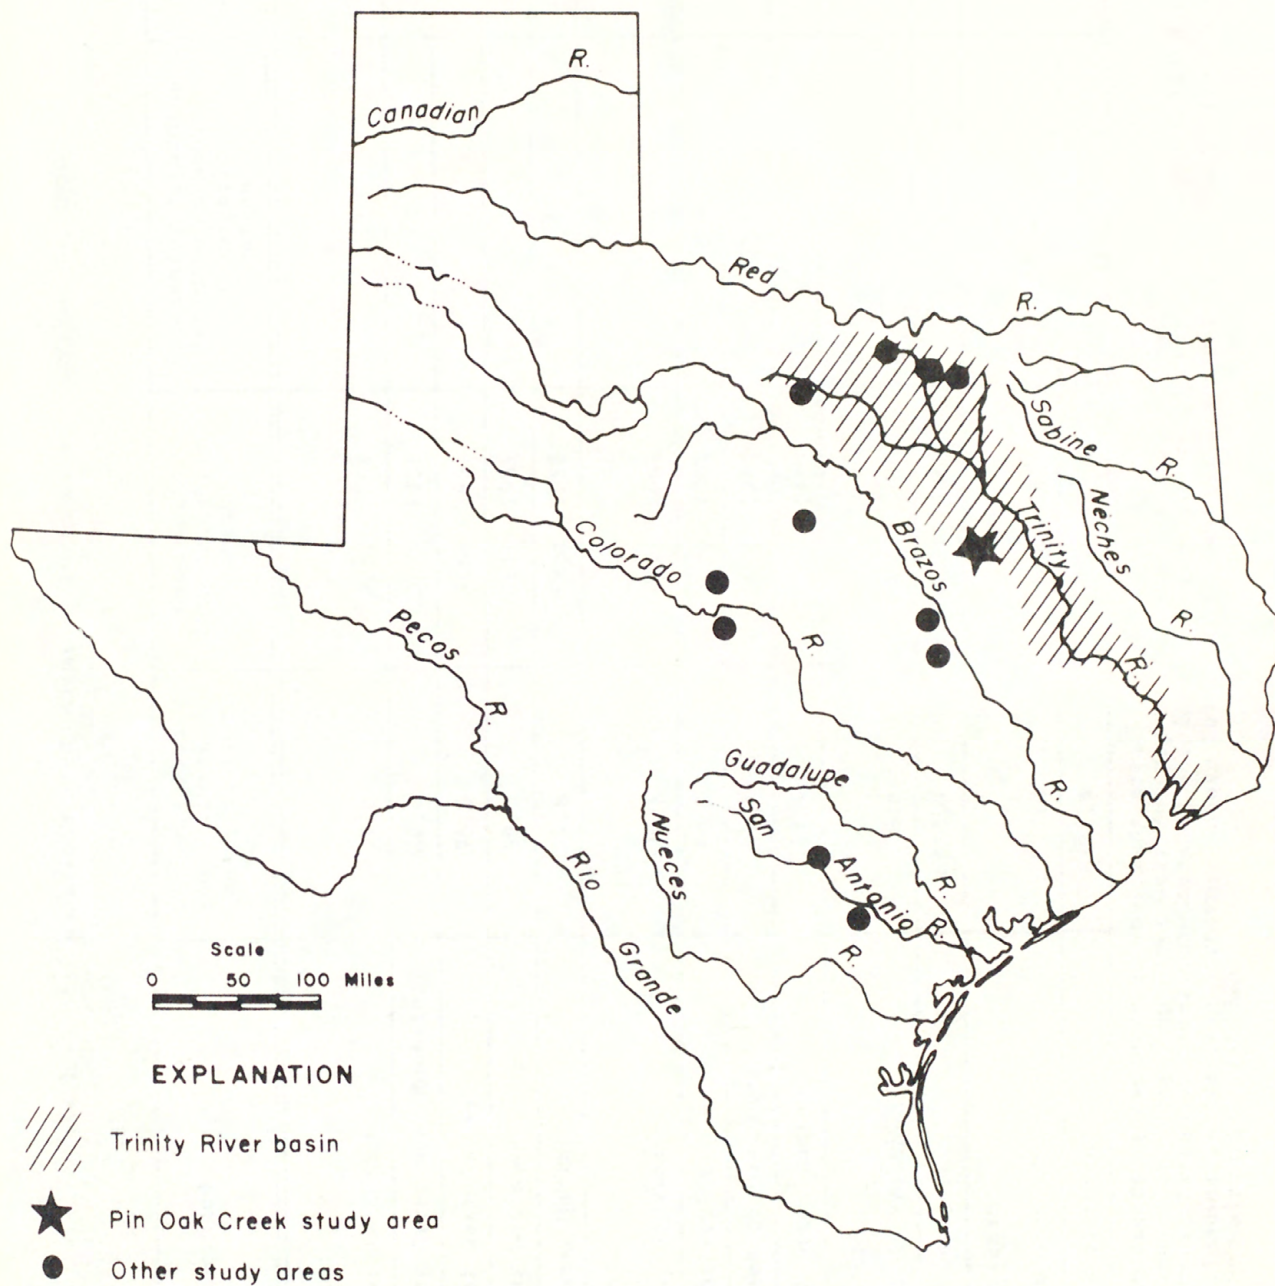 Canadian R.
Red R.
Sabine R.
Neches R.
Trinity R.
Brazos R.
Colorado R.
Pecos R.
Guadalupe R.
San Antonio R.
Nueces R.
Rio Grande
Scale
0 50 100 Miles
EXPLANATION
Trinity River basin
Pin Oak Creek study area
Other study areas